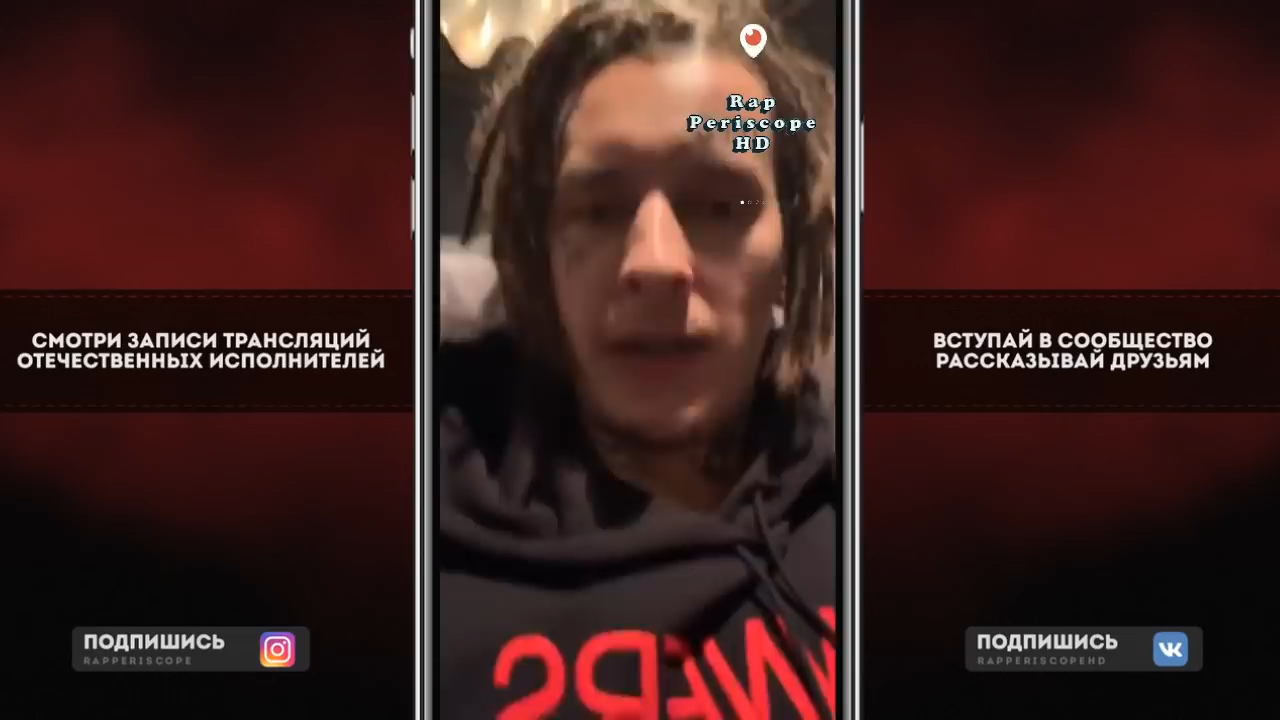 Rap
Periscope
HD
СМОТРИ ЗАПИСИ ТРАНСЛЯЦИЙ
ОТЕЧЕСТВЕННЫХ ИСПОЛНИТЕЛЕЙ
ВСТУПАЙ В СООБЩЕСТВО
РАССКАЗЫВАЙ ДРУЗЬЯМ
ПОДПИШИСЬ
RAPPERISCOPE
ПОДПИШИСЬ
RAPPERISCOPEHD